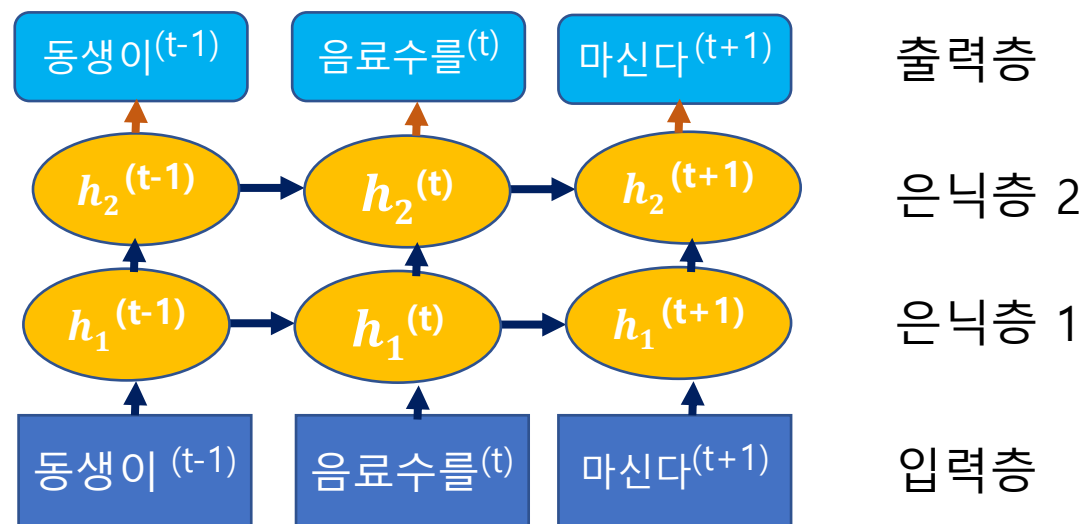 동생이(t-1) 음료수를(t) 마신다(t+1) 출력층
h2(t-1) h2(t) h2(t+1) 은닉층 2
h1(t-1) h1(t) h1(t+1) 은닉층 1
동생이 (t-1) 음료수를(t) 마신다(t+1) 입력층